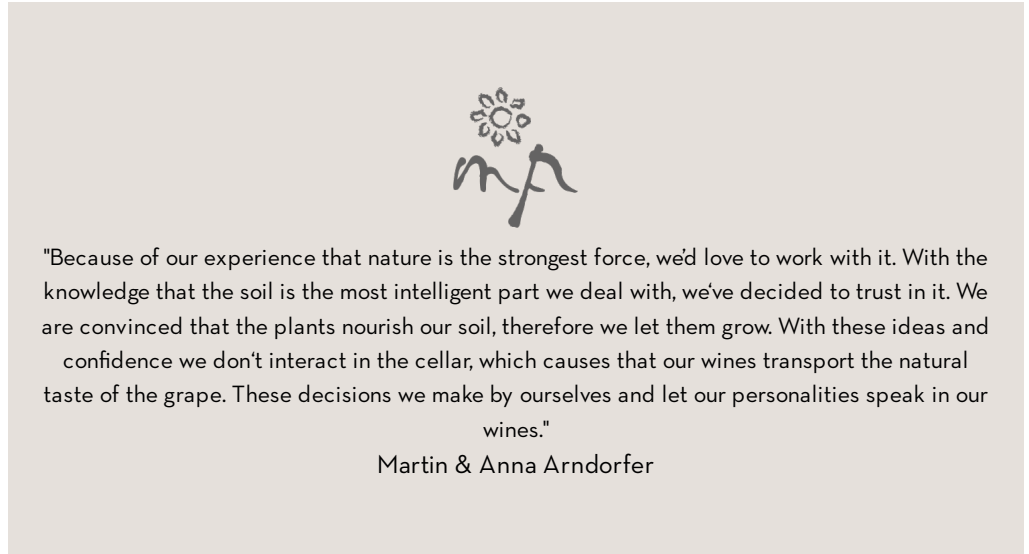 "Because of our experience that nature is the strongest force, we'd love to work with it. With the
knowledge that the soil is the most intelligent part we deal with, we‘ve decided to trust in it. We
are convinced that the plants nourish our soil, therefore we let them grow. With these ideas and
confidence we don‘t interact in the cellar, which causes that our wines transport the natural
taste of the grape. These decisions we make by ourselves and let our personalities speak in our
wines."
Martin & Anna Arndorfer